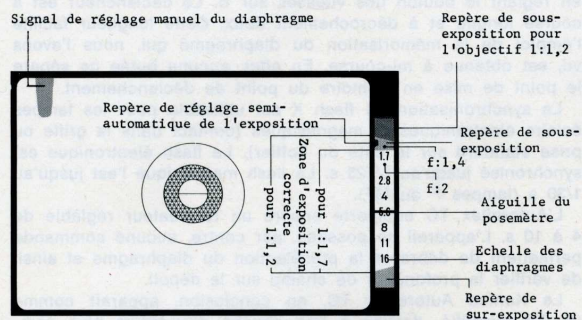 Signal de réglage manuel du diaphragme
Repère de sous-
exposition pour
l'objectif 1:1,2
Repère de réglage semi-
automatique de l'exposition
Repère de sous-
exposition
Zone d'exposition
correcte
pour 1:1,7
pour 1:1,2
1.7
2.8
4
5.6
8
11
16
f:1,4
f:2
Aiguille du
posemètre
Echelle des
diaphragmes
Repère de
sur-exposition